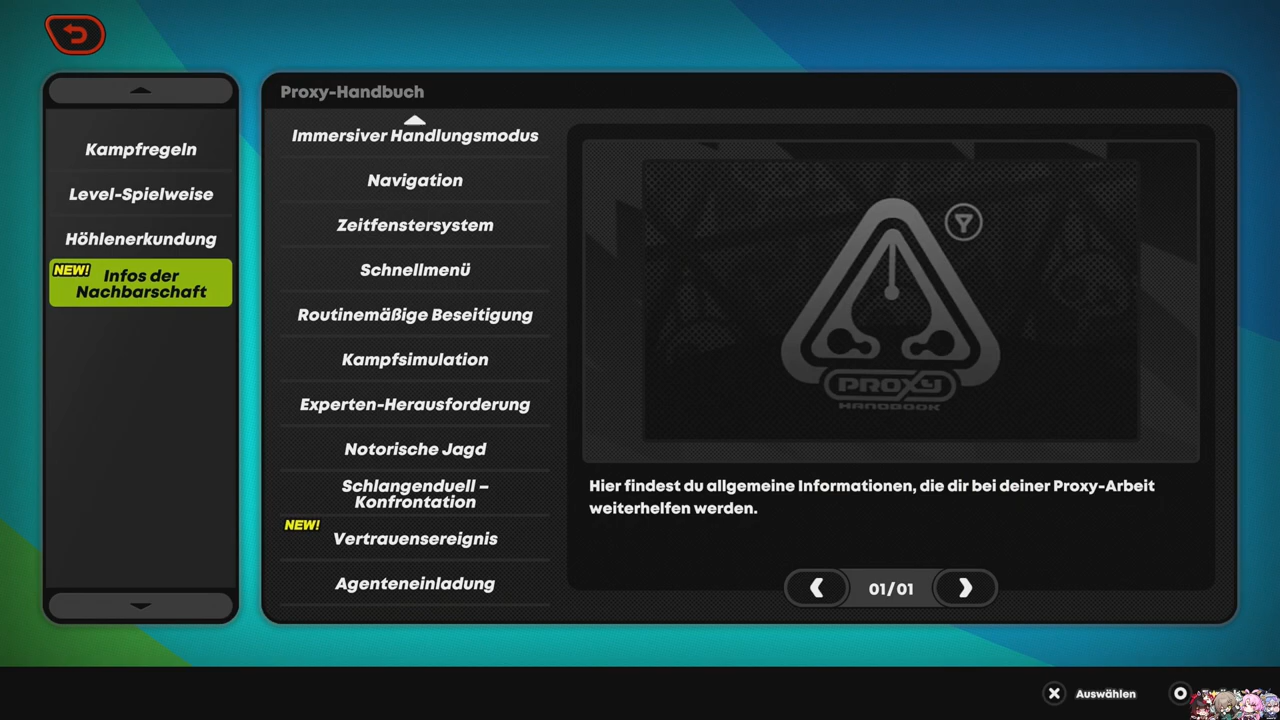 Proxy-Handbuch
Kampfregeln
Level-Spielweise
Höhlenerkundung
NEW!
Infos der
Nachbarschaft
Immersiver Handlungsmodus
Navigation
Zeitfenstersystem
Schnellmenü
Routinemäßige Beseitigung
Kampfsimulation
Experten-Herausforderung
Notorische Jagd
Schlangenduell –
Konfrontation
NEW!
Vertrauensereignis
Agenteneinladung
PROXY
HANDBOOK
Hier findest du allgemeine Informationen, die dir bei deiner Proxy-Arbeit
weiterhelfen werden.
01/01
Auswählen